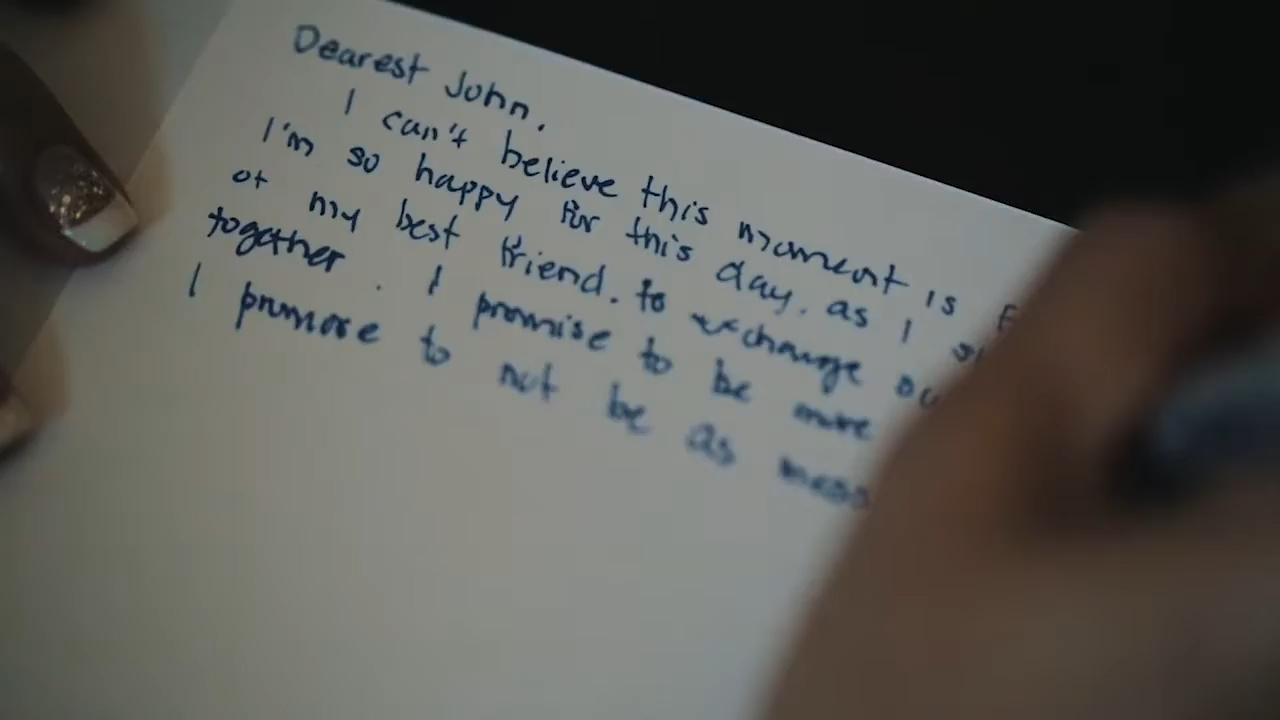 Dearest John,
I can't believe this moment is
I'm so happy for this day. as I
of my best friend. to exchange
together. I promise to be more
I promise to not be as